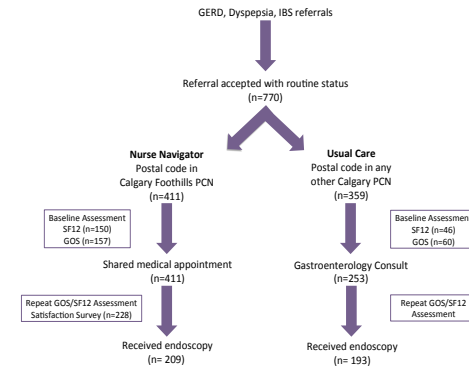 GERD, Dyspepsia, IBS referrals
Referral accepted with routine status
(n=770)
Nurse Navigator
Postal code in
Calgary Foothills PCN
(n=411)
Usual Care
Postal code in any
other Calgary PCN
(n=359)
Baseline Assessment
SF12 (n=150)
GOS (n=157)
Baseline Assessmen
SF12 (n=46)
GOS (n=60)
Shared medical appointment
(n=411)
Gastroenterology Consult
(n=253)
Repeat GOS/SF12 Assessment
Satisfaction Survey (n=228)
Repeat GOS/SF12
Assessment
Received endoscopy
(n= 209)
Received endoscopy
(n= 193)